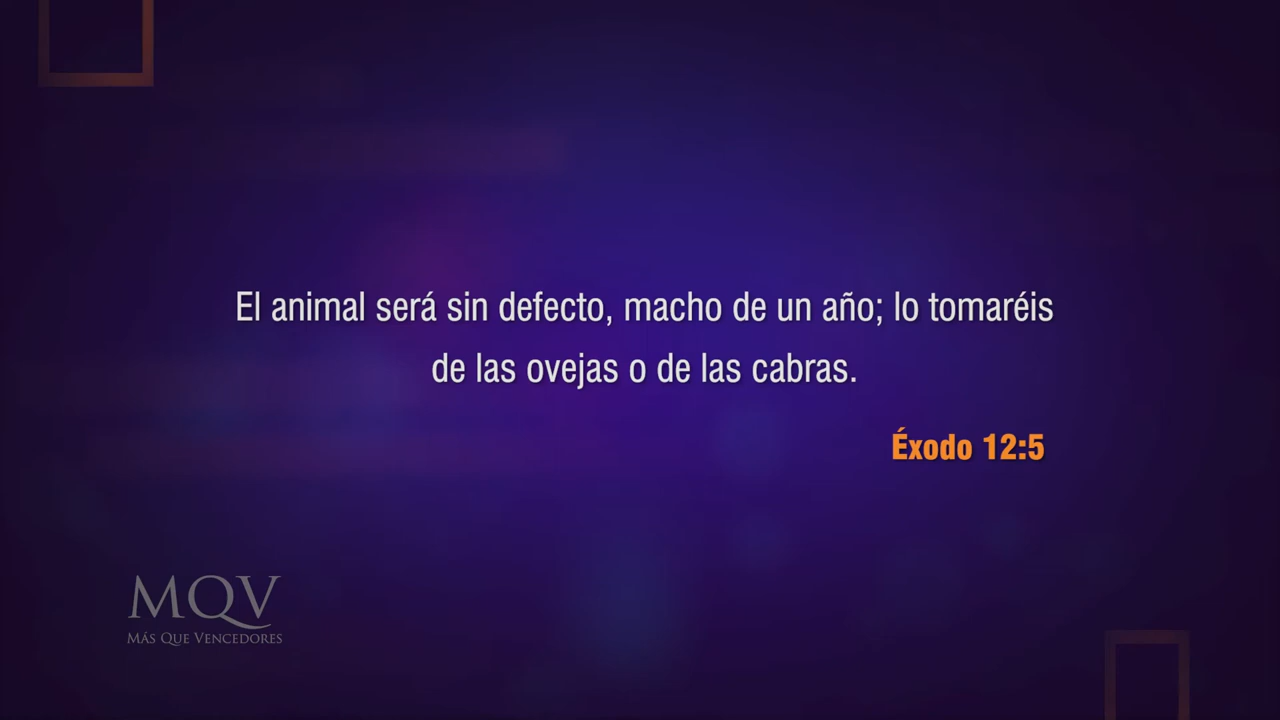 El animal será sin defecto, macho de un año; lo tomaréis
de las ovejas o de las cabras.
Éxodo 12:5
MQV
MÁS QUE VENCEDORES